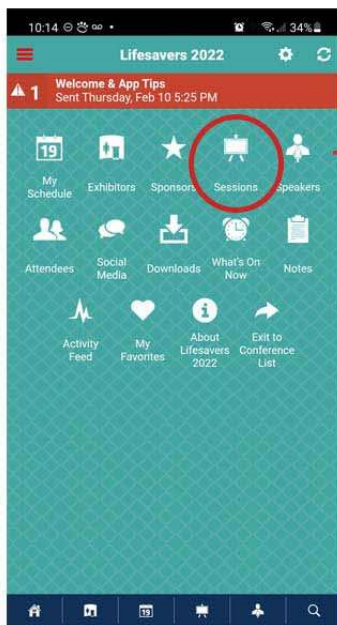 10:14
34%
Lifesavers 2022
1
Welcome & App Tips
Sent Thursday, Feb 10 5:25 PM
19
My
Schedule
Exhibitors
Sponsors
Sessions
Speakers
Attendees
Social
Media
Downloads
What's On
Now
Notes
Activity
Feed
My
Favorites
About
Lifesavers
2022
Exit to
Conference
List
19